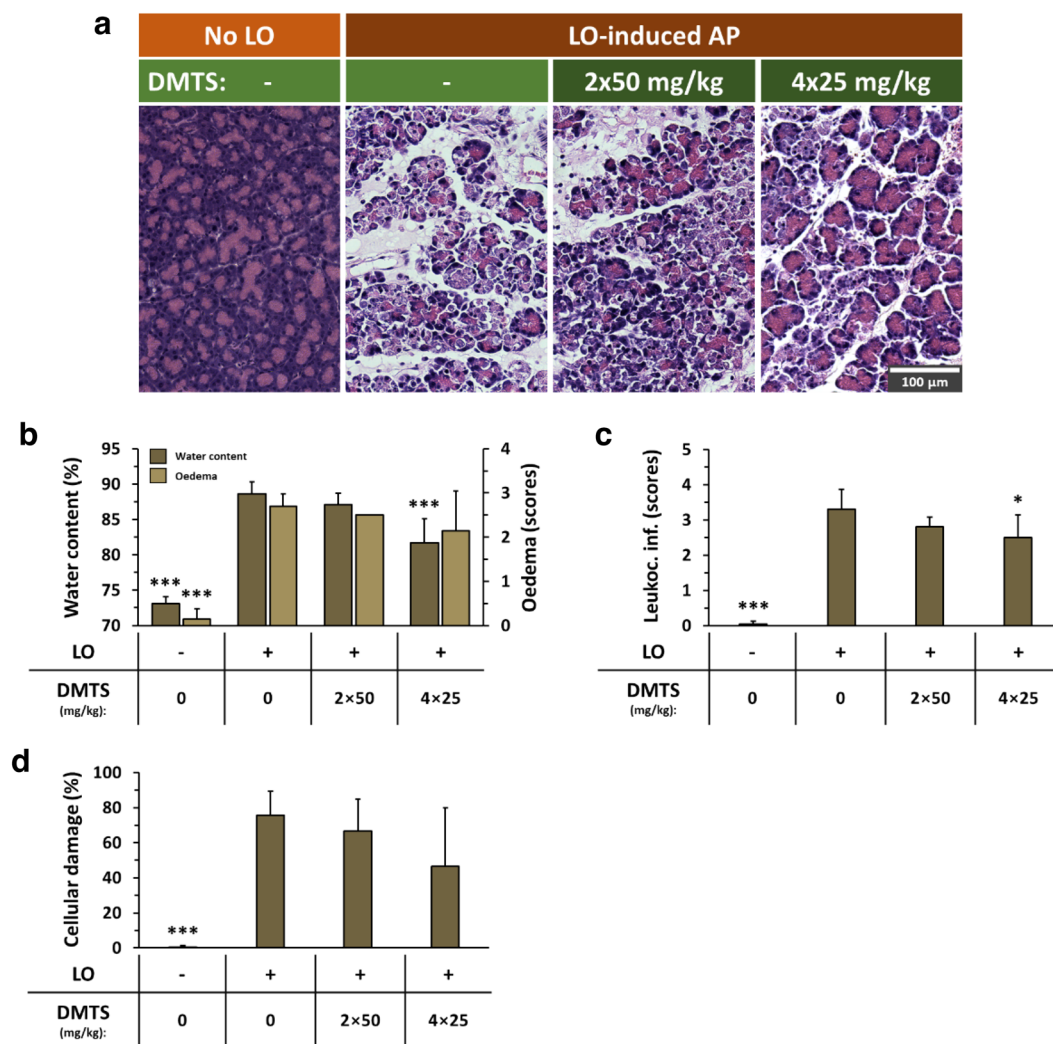 a
No LO
LO-induced AP
DMTS: -
-
2x50 mg/kg
4x25 mg/kg
100 µm
b
Water content (%)
95
90
85
80
75
70
Water content
Oedema
***
***
***
4
3
2
1
0
Oedema (scores)
LO - + + +
DMTS (mg/kg): 0 0 2×50 4×25
c
Leukoc. inf. (scores)
5
4
3
2
1
0
***
*
LO - + + +
DMTS (mg/kg): 0 0 2×50 4×25
d
Cellular damage (%)
100
80
60
40
20
0
***
LO - + + +
DMTS (mg/kg): 0 0 2×50 4×25